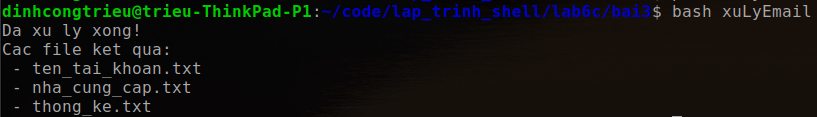 dinhcongtrieu@trieu-ThinkPad-P1:~/code/lap_trinh_shell/lab6c/bai3$ bash xuLyEmail
Da xu ly xong!
Cac file ket qua:
 - ten_tai_khoan.txt
 - nha_cung_cap.txt
 - thong_ke.txt